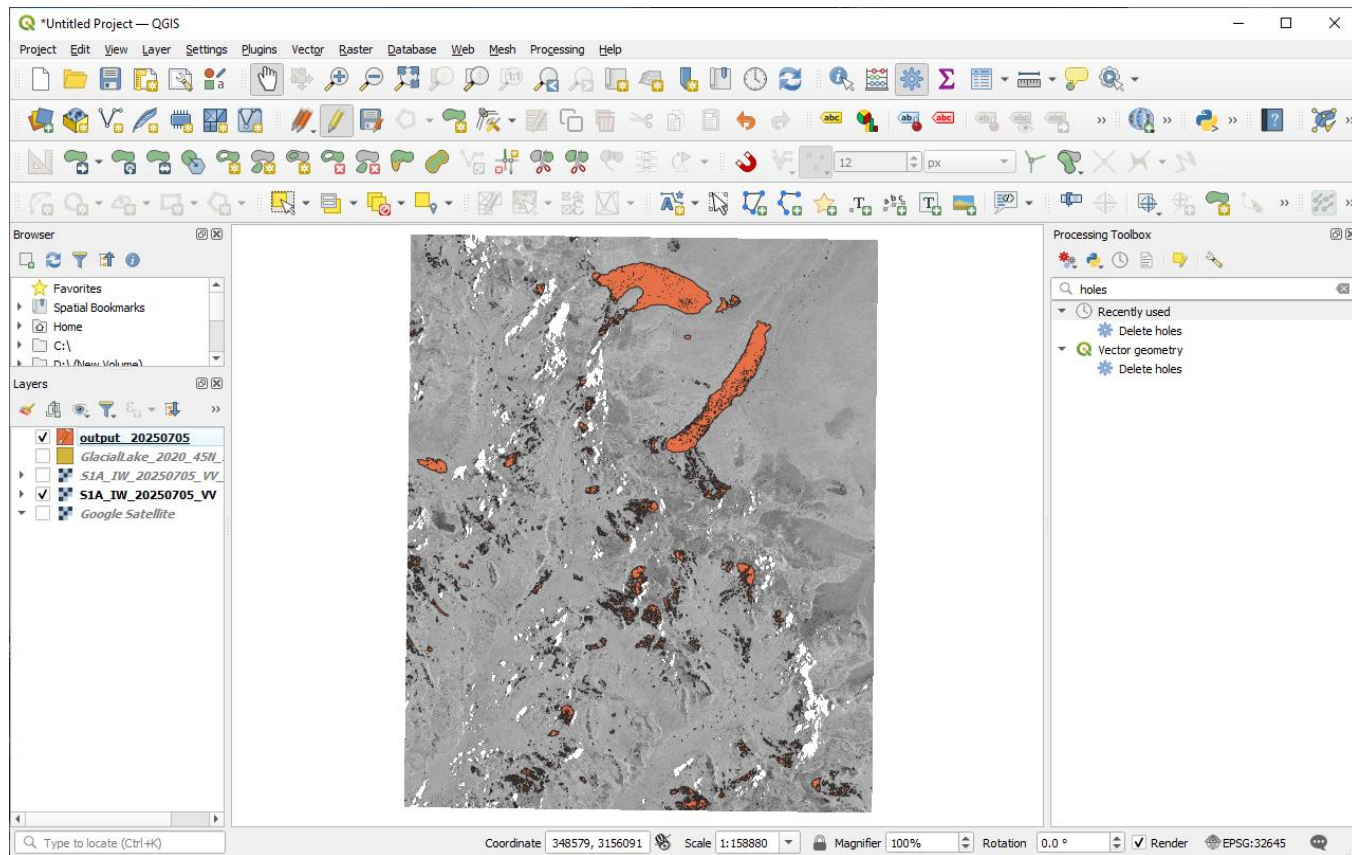 *Untitled Project — QGIS
Project Edit View Layer Settings Plugins Vector Raster Database Web Mesh Processing Help
12 px
Browser
Favorites
Spatial Bookmarks
Home
C:\
D:\ (New Volume)
Layers
output_20250705
GlacialLake_2020_45N_
S1A_IW_20250705_VV_
S1A_IW_20250705_VV
Google Satellite
Processing Toolbox
holes
Recently used
Delete holes
Vector geometry
Delete holes
Type to locate (Ctrl+K) Coordinate 348579, 3156091 Scale 1:158880 Magnifier 100% Rotation 0.0 ° Render EPSG:32645